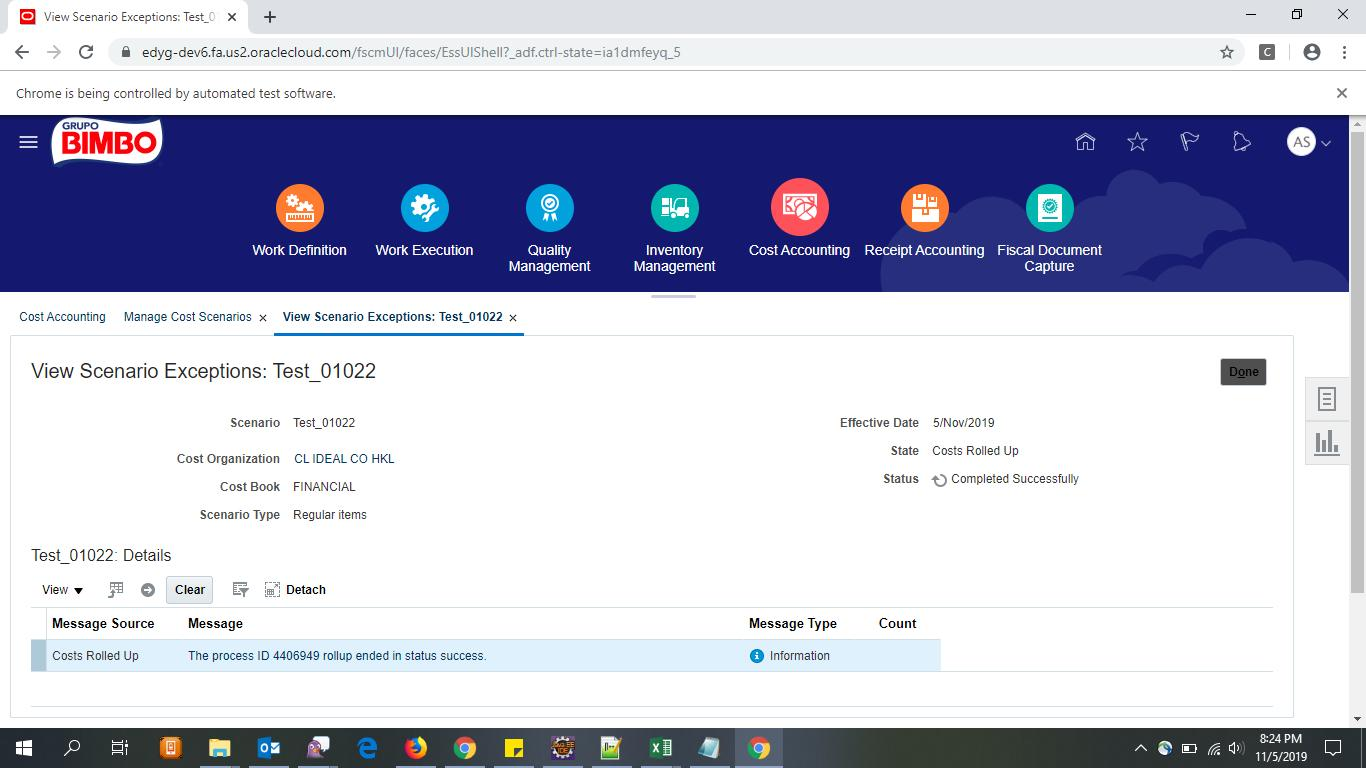 View Scenario Exceptions: Test_0
edyg-dev6.fa.us2.oraclecloud.com/fscmUI/faces/EssUIShell?_adf.ctrl-state=ia1dmfeyq_5
C
Chrome is being controlled by automated test software.
GRUPO
BIMBO
AS
Work Definition
Work Execution
Quality
Management
Inventory
Management
Cost Accounting
Receipt Accounting
Fiscal Document
Capture
Cost Accounting Manage Cost Scenarios View Scenario Exceptions: Test_01022
View Scenario Exceptions: Test_01022
Done
Scenario Test_01022
Cost Organization CL IDEAL CO HKL
Cost Book FINANCIAL
Scenario Type Regular items
Effective Date 5/Nov/2019
State Costs Rolled Up
Status Completed Successfully
Test_01022: Details
View Clear Detach
Message Source Message Message Type Count
Costs Rolled Up The process ID 4406949 rollup ended in status success. Information
8:24 PM
11/5/2019